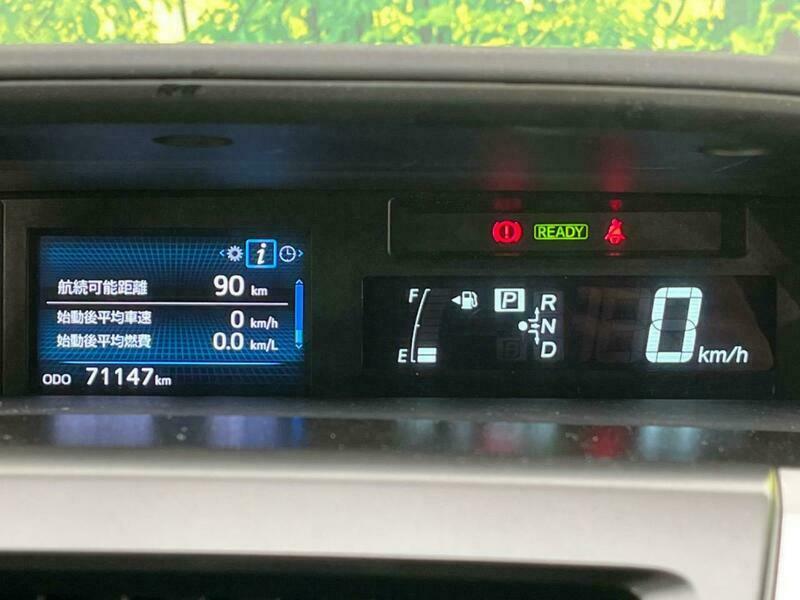 航続可能距離 90 km
始動後平均車速 0 km/h
始動後平均燃費 0.0 km/L
ODO 71147 km
READY
F
E
P
R
N
D
0 km/h